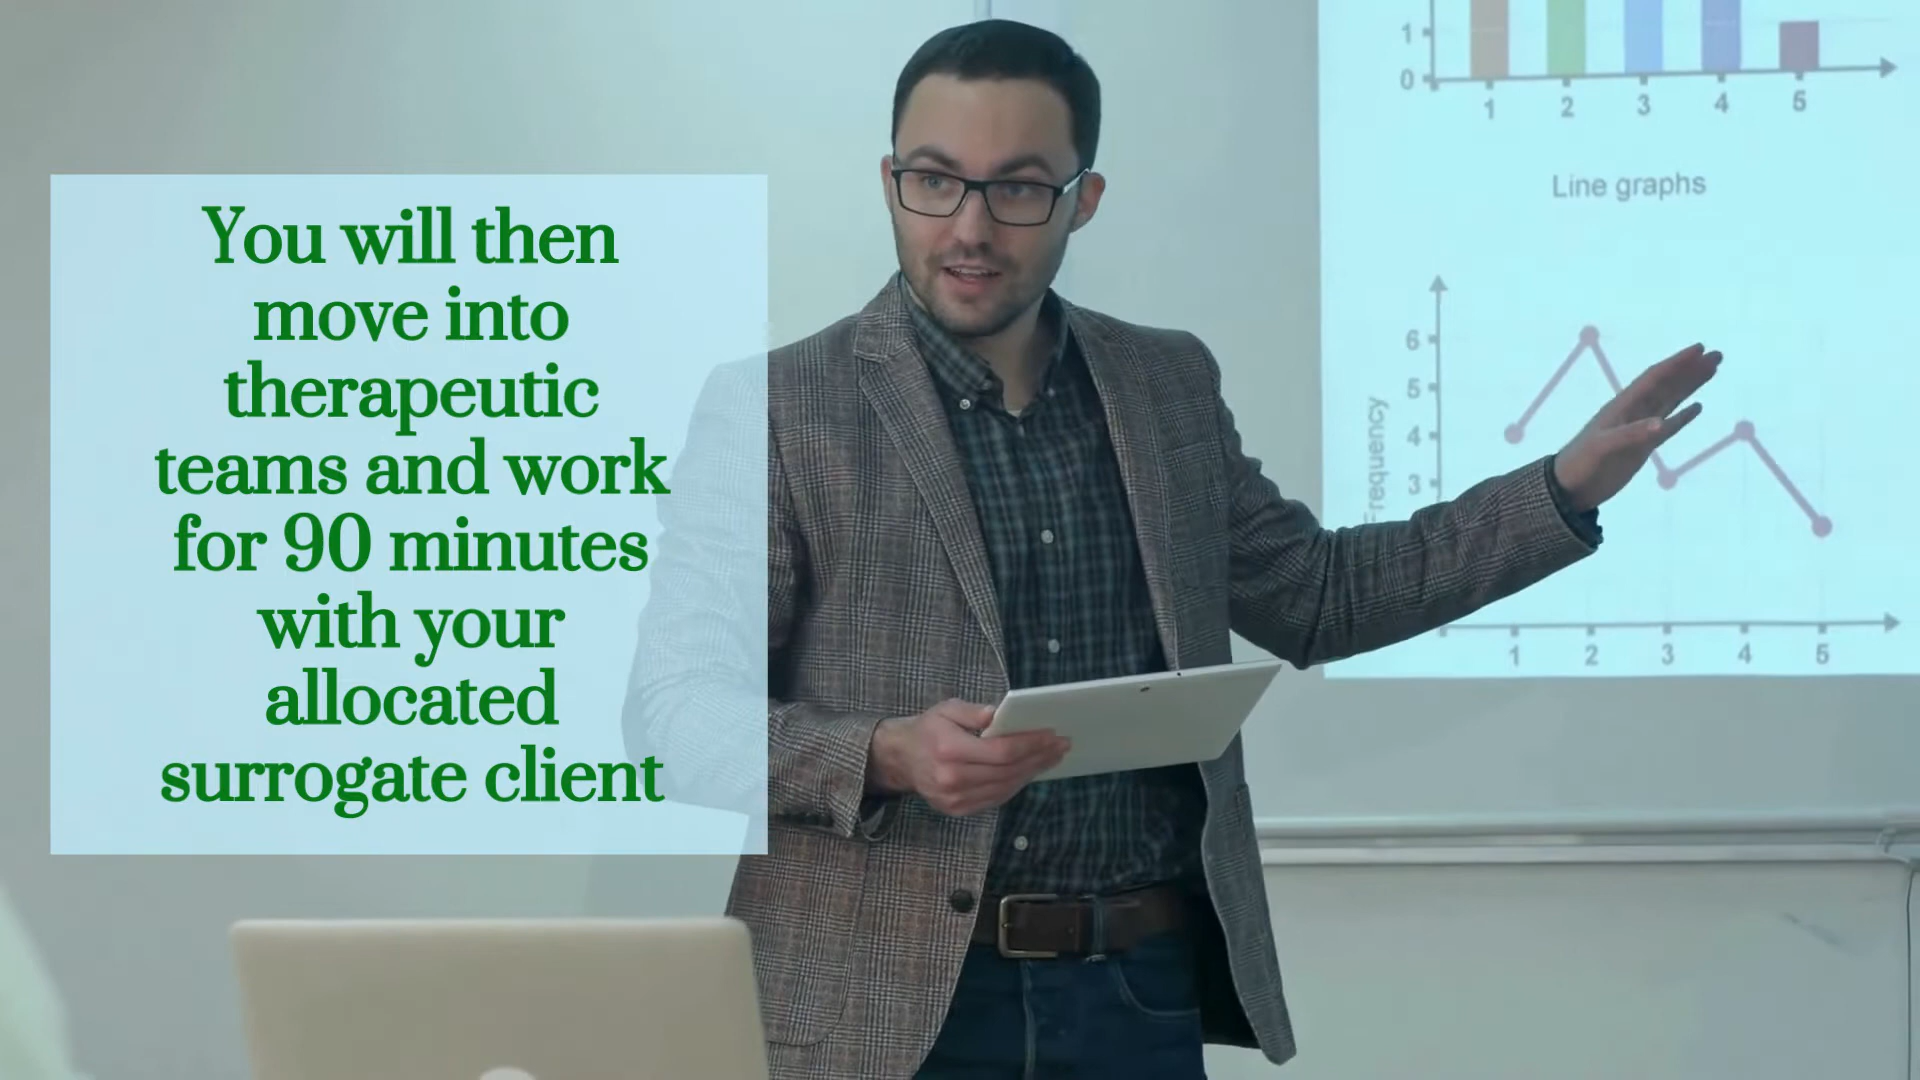 You will then
move into
therapeutic
teams and work
for 90 minutes
with your
allocated
surrogate client
1
0
1 2 3 4 5
Line graphs
6
5
4
3
Frequency
1 2 3 4 5